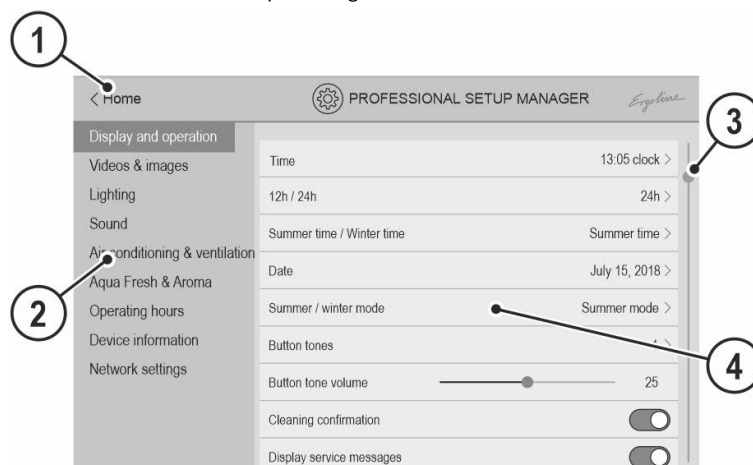 1
< Home
PROFESSIONAL SETUP MANAGER
Ergoline
3
Display and operation
Videos & images
Lighting
Sound
Air conditioning & ventilation
Aqua Fresh & Aroma
Operating hours
Device information
Network settings
2
Time 13:05 clock >
12h / 24h 24h >
Summer time / Winter time Summer time >
Date July 15, 2018 >
Summer / winter mode Summer mode >
Button tones >
Button tone volume 25
Cleaning confirmation
Display service messages
4